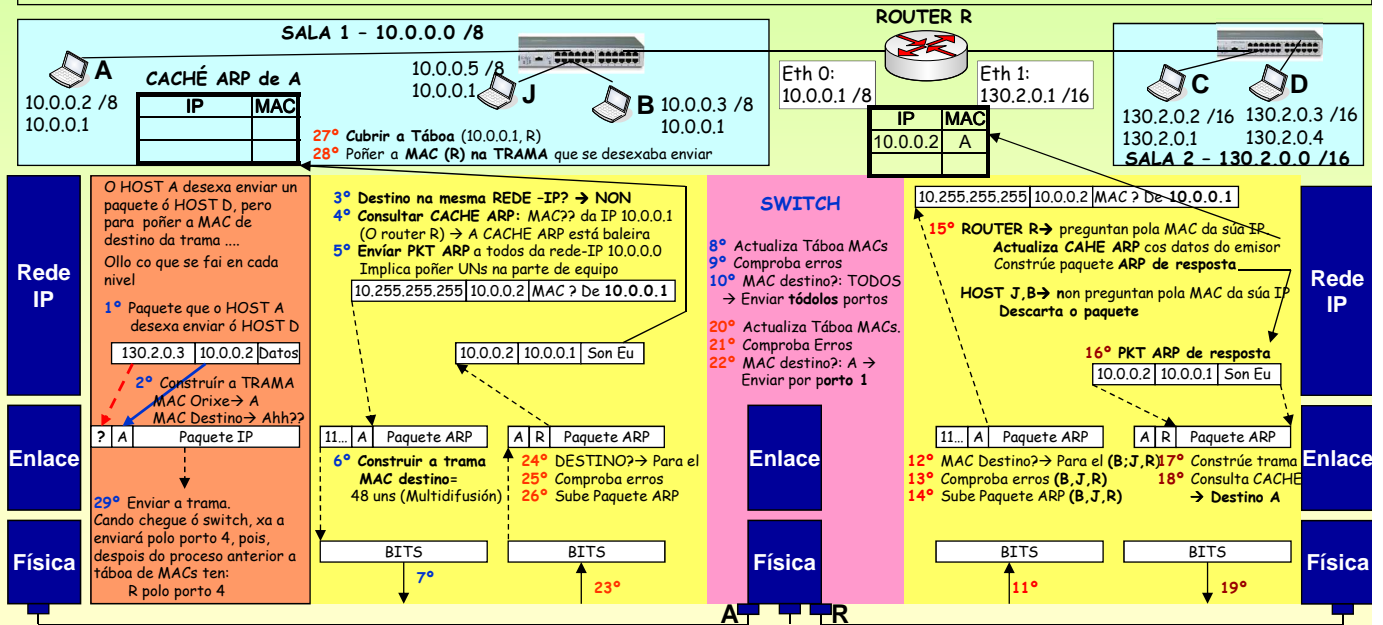 ROUTER R
SALA 1 – 10.0.0.0 /8
A
10.0.0.2 /8
10.0.0.1
CACHÉ ARP de A
IP MAC
10.0.0.5 /8
10.0.0.1
J
B
10.0.0.3 /8
10.0.0.1
27º Cubrir a Táboa (10.0.0.1, R)
28º Poñer a MAC (R) na TRAMA que se desexaba enviar
Eth 0:
10.0.0.1 /8
Eth 1:
130.2.0.1 /16
IP MAC
10.0.0.2 A
C
D
130.2.0.2 /16
130.2.0.1
130.2.0.3 /16
130.2.0.4
SALA 2 – 130.2.0.0 /16
Rede
IP
Enlace
Física
O HOST A desexa enviar un
paquete ó HOST D, pero
para poñer a MAC de
destino da trama ....
Ollo co que se fai en cada
nivel
1º Paquete que o HOST A
desexa enviar ó HOST D
130.2.0.3 10.0.0.2 Datos
2º Construír a TRAMA
MAC Orixe→ A
MAC Destino→ Ahh??
? A Paquete IP
29º Enviar a trama.
Cando chegue ó switch, xa a
enviará polo porto 4, pois,
despois do proceso anterior a
táboa de MACs ten:
R polo porto 4
3º Destino na mesma REDE –IP? → NON
4º Consultar CACHE ARP: MAC?? da IP 10.0.0.1
(O router R) → A CACHE ARP está baleira
5º Envíar PKT ARP a todos da rede-IP 10.0.0.0
Implica poñer UNs na parte de equipo
10.255.255.255 10.0.0.2 MAC ? De 10.0.0.1
10.0.0.2 10.0.0.1 Son Eu
11... A Paquete ARP
6º Construir a trama
MAC destino=
48 uns (Multidifusión)
A R Paquete ARP
24º DESTINO?→ Para el
25º Comproba erros
26º Sube Paquete ARP
BITS
7º
BITS
23º
SWITCH
8º Actualiza Táboa MACs
9º Comproba erros
10º MAC destino?: TODOS
→ Enviar tódolos portos
20º Actualiza Táboa MACs.
21º Comproba Erros
22º MAC destino?: A →
Enviar por porto 1
Enlace
Física
A
R
10.255.255.255 10.0.0.2 MAC ? De 10.0.0.1
15º ROUTER R→ preguntan pola MAC da súa IP
Actualiza CAHE ARP cos datos do emisor
Constrúe paquete ARP de resposta
HOST J,B→ non preguntan pola MAC da súa IP
Descarta o paquete
16º PKT ARP de resposta
10.0.0.2 10.0.0.1 Son Eu
11... A Paquete ARP
12º MAC Destino?→ Para el (B;J,R)
13º Comproba erros (B,J,R)
14º Sube Paquete ARP (B,J,R)
A R Paquete ARP
17º Constrúe trama
18º Consulta CACHE
→ Destino A
BITS
11º
BITS
19º
Rede
IP
Enlace
Física